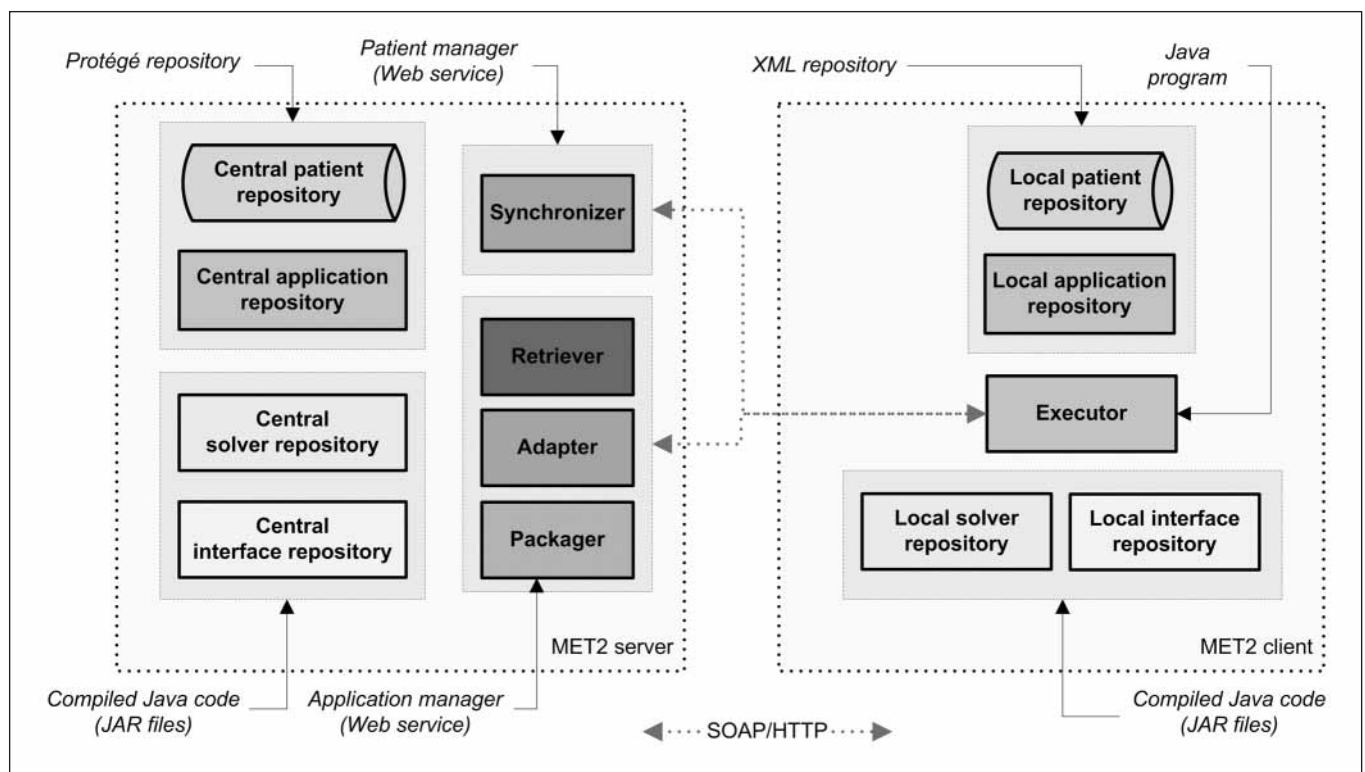 Protégé repository
Patient manager
(Web service)
XML repository
Java
program
Central patient
repository
Central application
repository
Synchronizer
Local patient
repository
Local application
repository
Retriever
Central
solver repository
Adapter
Executor
Central
interface repository
Packager
Local solver
repository
Local interface
repository
MET2 server
MET2 client
Compiled Java code
(JAR files)
Application manager
(Web service)
SOAP/HTTP
Compiled Java code
(JAR files)